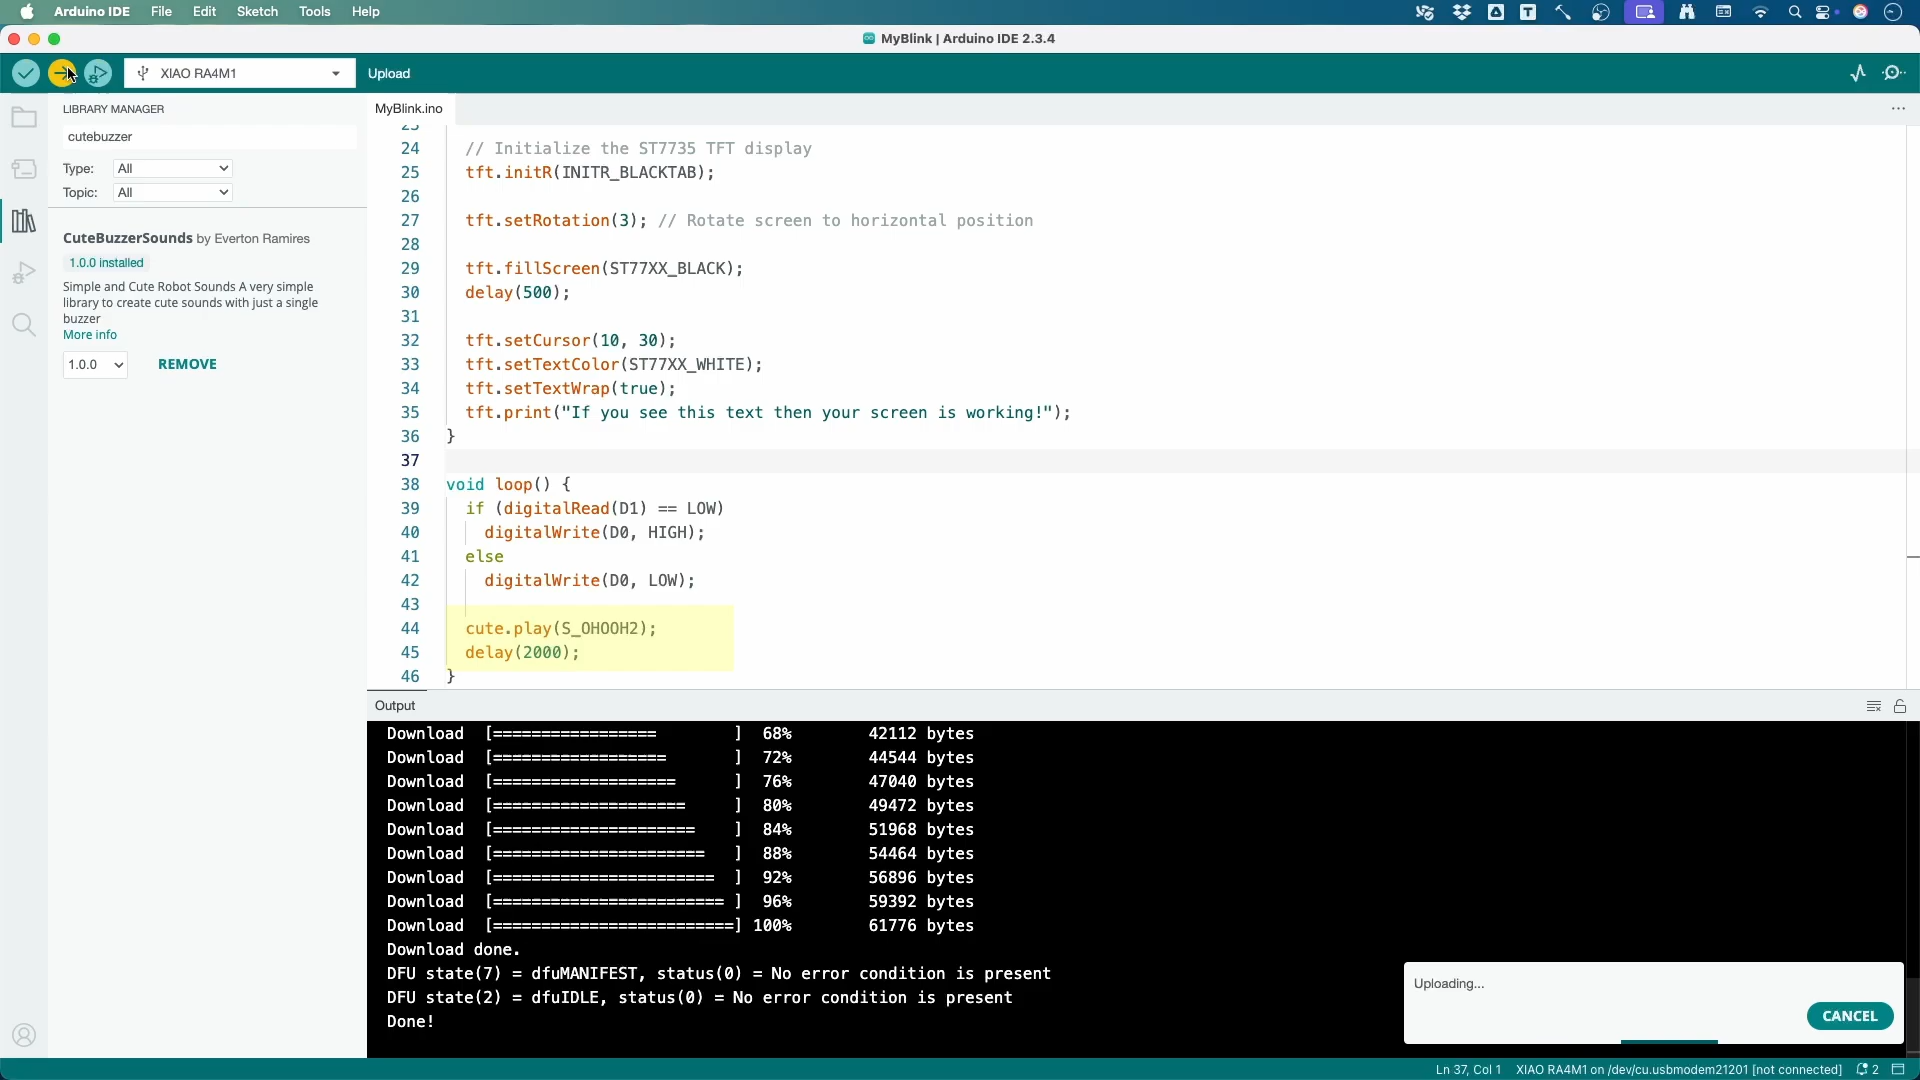 Arduino IDE File Edit Sketch Tools Help
MyBlink | Arduino IDE 2.3.4
XIAO RA4M1
Upload
LIBRARY MANAGER
cutebuzzer
Type: All
Topic: All
CuteBuzzerSounds by Everton Ramires
1.0.0 installed
Simple and Cute Robot Sounds A very simple
library to create cute sounds with just a single
buzzer
More info
1.0.0 REMOVE
MyBlink.ino
23
24 // Initialize the ST7735 TFT display
25 tft.initR(INITR_BLACKTAB);
26
27 tft.setRotation(3); // Rotate screen to horizontal position
28
29 tft.fillScreen(ST77XX_BLACK);
30 delay(500);
31
32 tft.setCursor(10, 30);
33 tft.setTextColor(ST77XX_WHITE);
34 tft.setTextWrap(true);
35 tft.print("If you see this text then your screen is working!");
36 }
37
38 void loop() {
39 if (digitalRead(D1) == LOW)
40 digitalWrite(D0, HIGH);
41 else
42 digitalWrite(D0, LOW);
43
44 cute.play(S_OHOOH2);
45 delay(2000);
46 }
Output
Download [================= ] 68% 42112 bytes
Download [================== ] 72% 44544 bytes
Download [=================== ] 76% 47040 bytes
Download [==================== ] 80% 49472 bytes
Download [===================== ] 84% 51968 bytes
Download [====================== ] 88% 54464 bytes
Download [======================= ] 92% 56896 bytes
Download [======================== ] 96% 59392 bytes
Download [=========================] 100% 61776 bytes
Download done.
DFU state(7) = dfuMANIFEST, status(0) = No error condition is present
DFU state(2) = dfuIDLE, status(0) = No error condition is present
Done!
Uploading...
CANCEL
Ln 37, Col 1 XIAO RA4M1 on /dev/cu.usbmodem21201 [not connected] 2